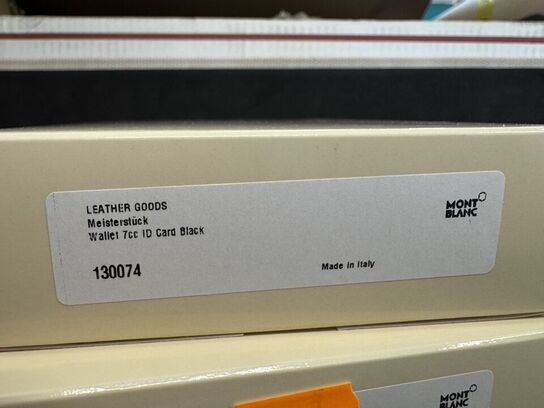 LEATHER GOODS
Meisterstück
Wallet 7cc ID Card Black
130074
Made in Italy
MONT
BLANC
MONT
BLANC